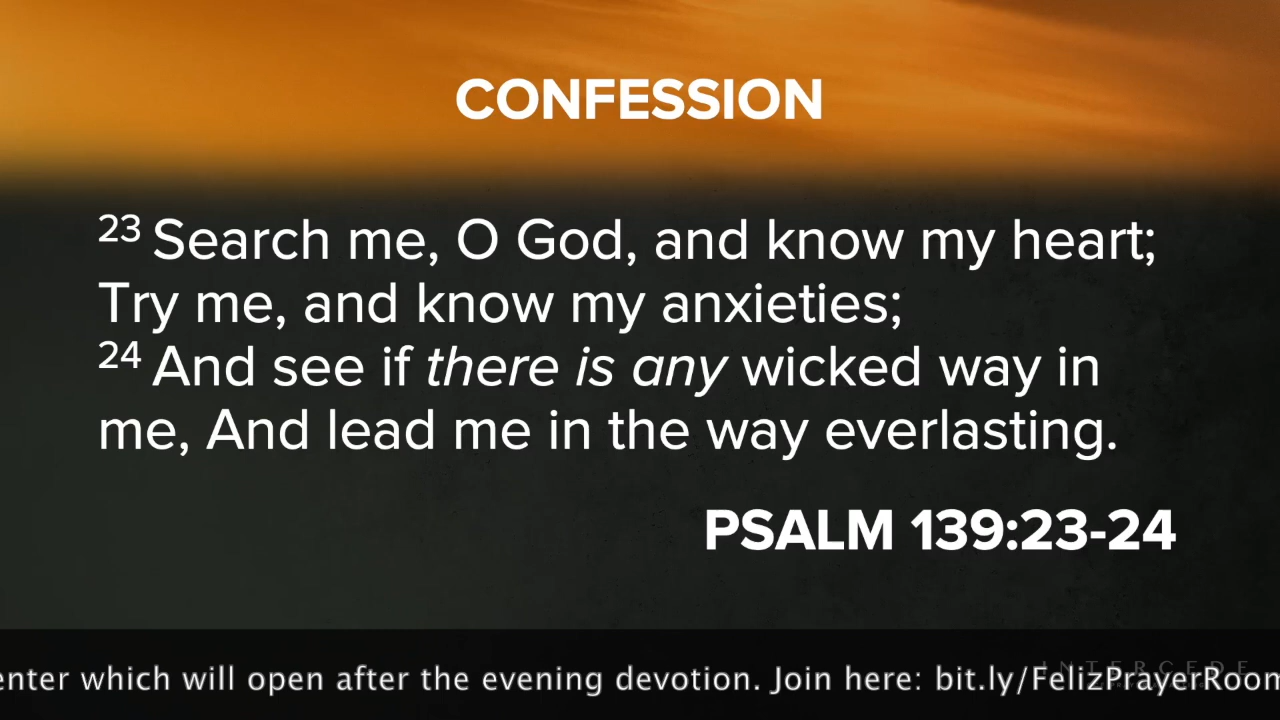 CONFESSION
23 Search me, O God, and know my heart;
Try me, and know my anxieties;
24 And see if there is any wicked way in
me, And lead me in the way everlasting.
PSALM 139:23-24
INTERCEDE
enter which will open after the evening devotion. Join here: bit.ly/FelizPrayerRoom